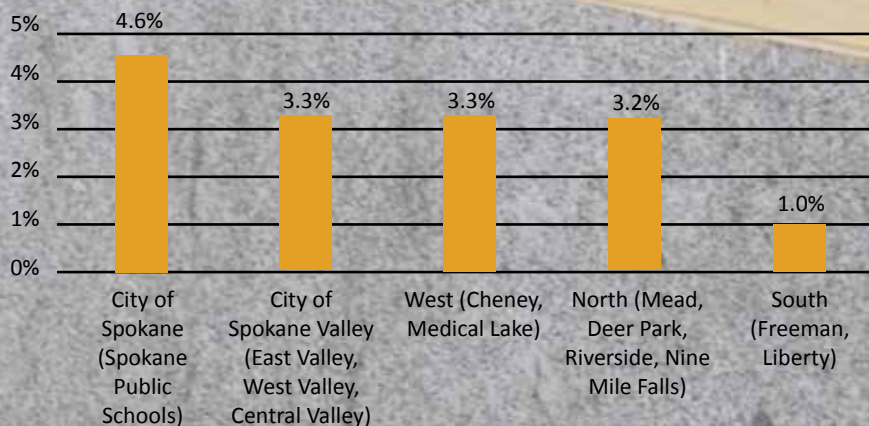 5%
4%
3%
2%
1%
0%
4.6%
3.3%
3.3%
3.2%
1.0%
City of
Spokane
(Spokane
Public
Schools)
City of
Spokane Valley
(East Valley,
West Valley,
Central Valley)
West (Cheney,
Medical Lake)
North (Mead,
Deer Park,
Riverside, Nine
Mile Falls)
South
(Freeman,
Liberty)